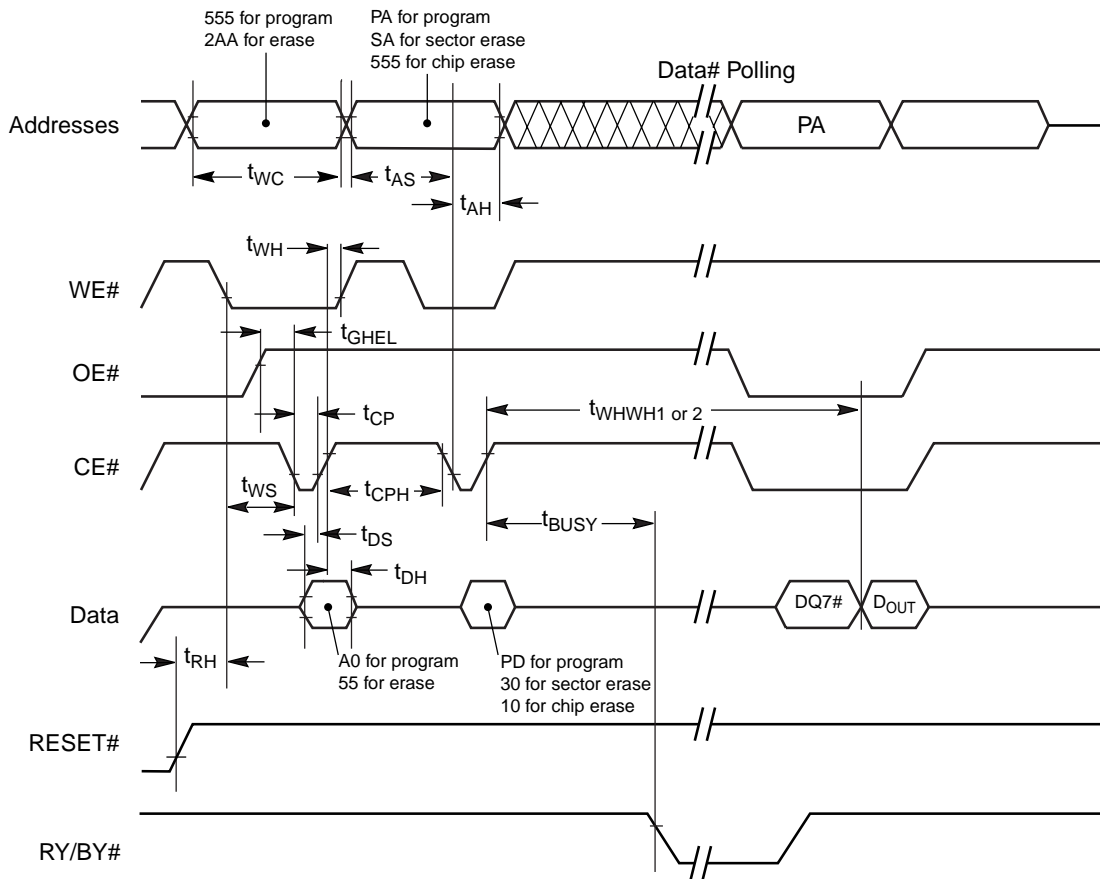 555 for program
2AA for erase
PA for program
SA for sector erase
555 for chip erase
Data# Polling
Addresses
PA
tWC
tAS
tAH
tWH
WE#
tGHEL
OE#
tWHWH1 or 2
tCP
CE#
tWS
tCPH
tBUSY
tDS
tDH
Data
DQ7#
DOUT
tRH
A0 for program
55 for erase
PD for program
30 for sector erase
10 for chip erase
RESET#
RY/BY#